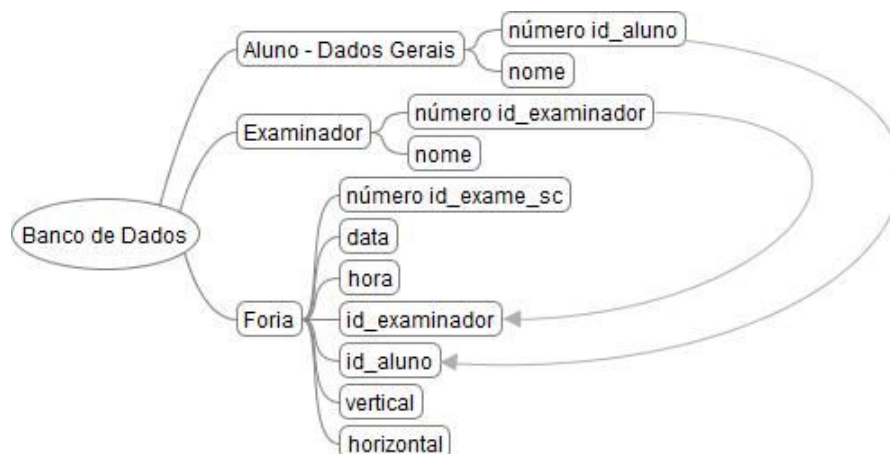 número id_aluno
Aluno - Dados Gerais
nome
número id_examinador
Examinador
nome
número id_exame_sc
Banco de Dados
data
hora
Foria
id_examinador
id_aluno
vertical
horizontal